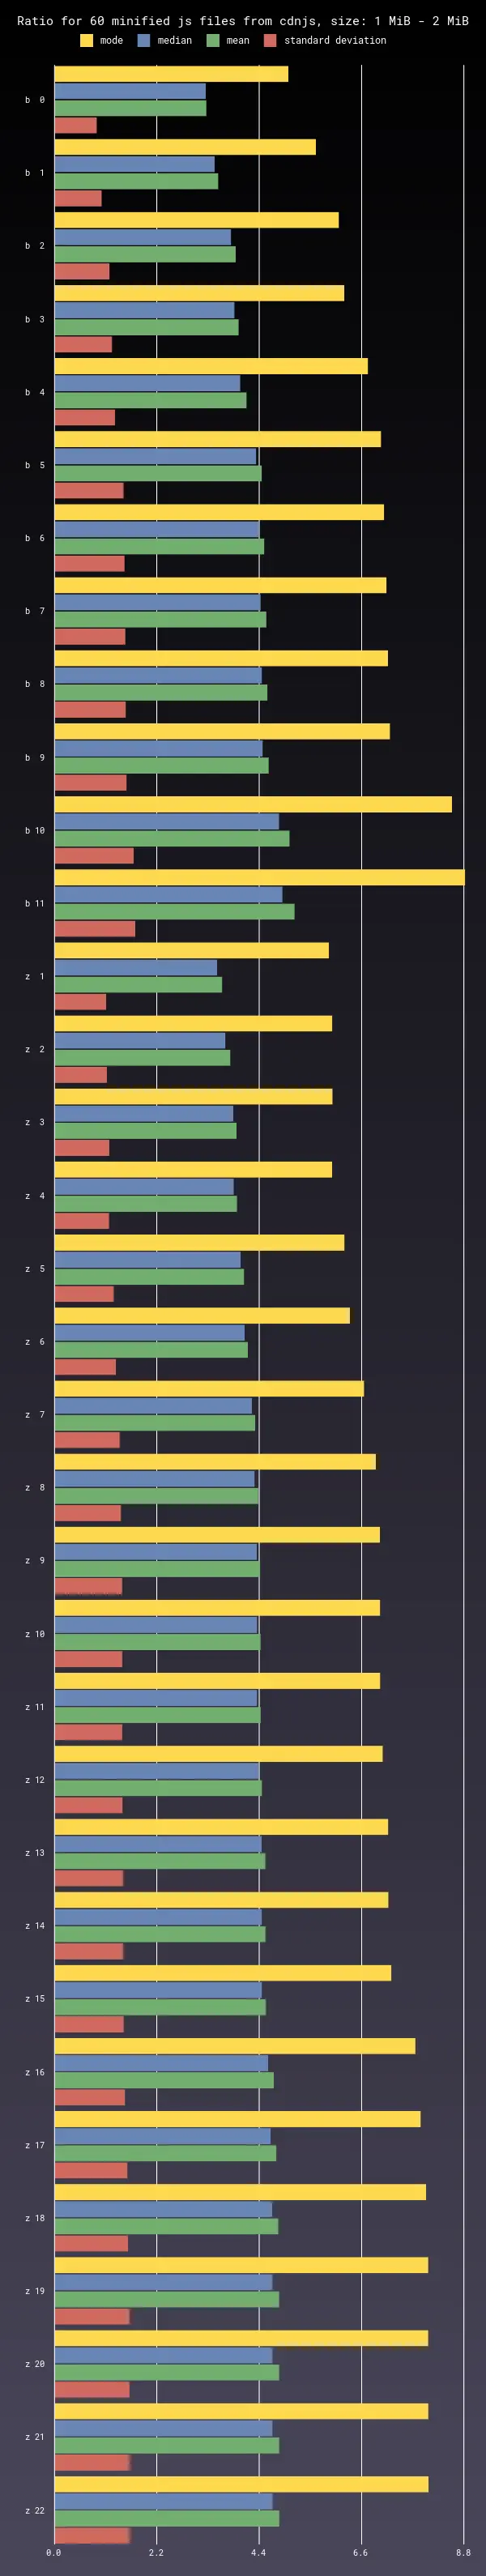 Ratio for 60 minified js files from cdnjs, size: 1 MiB - 2 MiB
mode median mean standard deviation
b 0
b 1
b 2
b 3
b 4
b 5
b 6
b 7
b 8
b 9
b 10
b 11
z 1
z 2
z 3
z 4
z 5
z 6
z 7
z 8
z 9
z 10
z 11
z 12
z 13
z 14
z 15
z 16
z 17
z 18
z 19
z 20
z 21
z 22
0.0 2.2 4.4 6.6 8.8